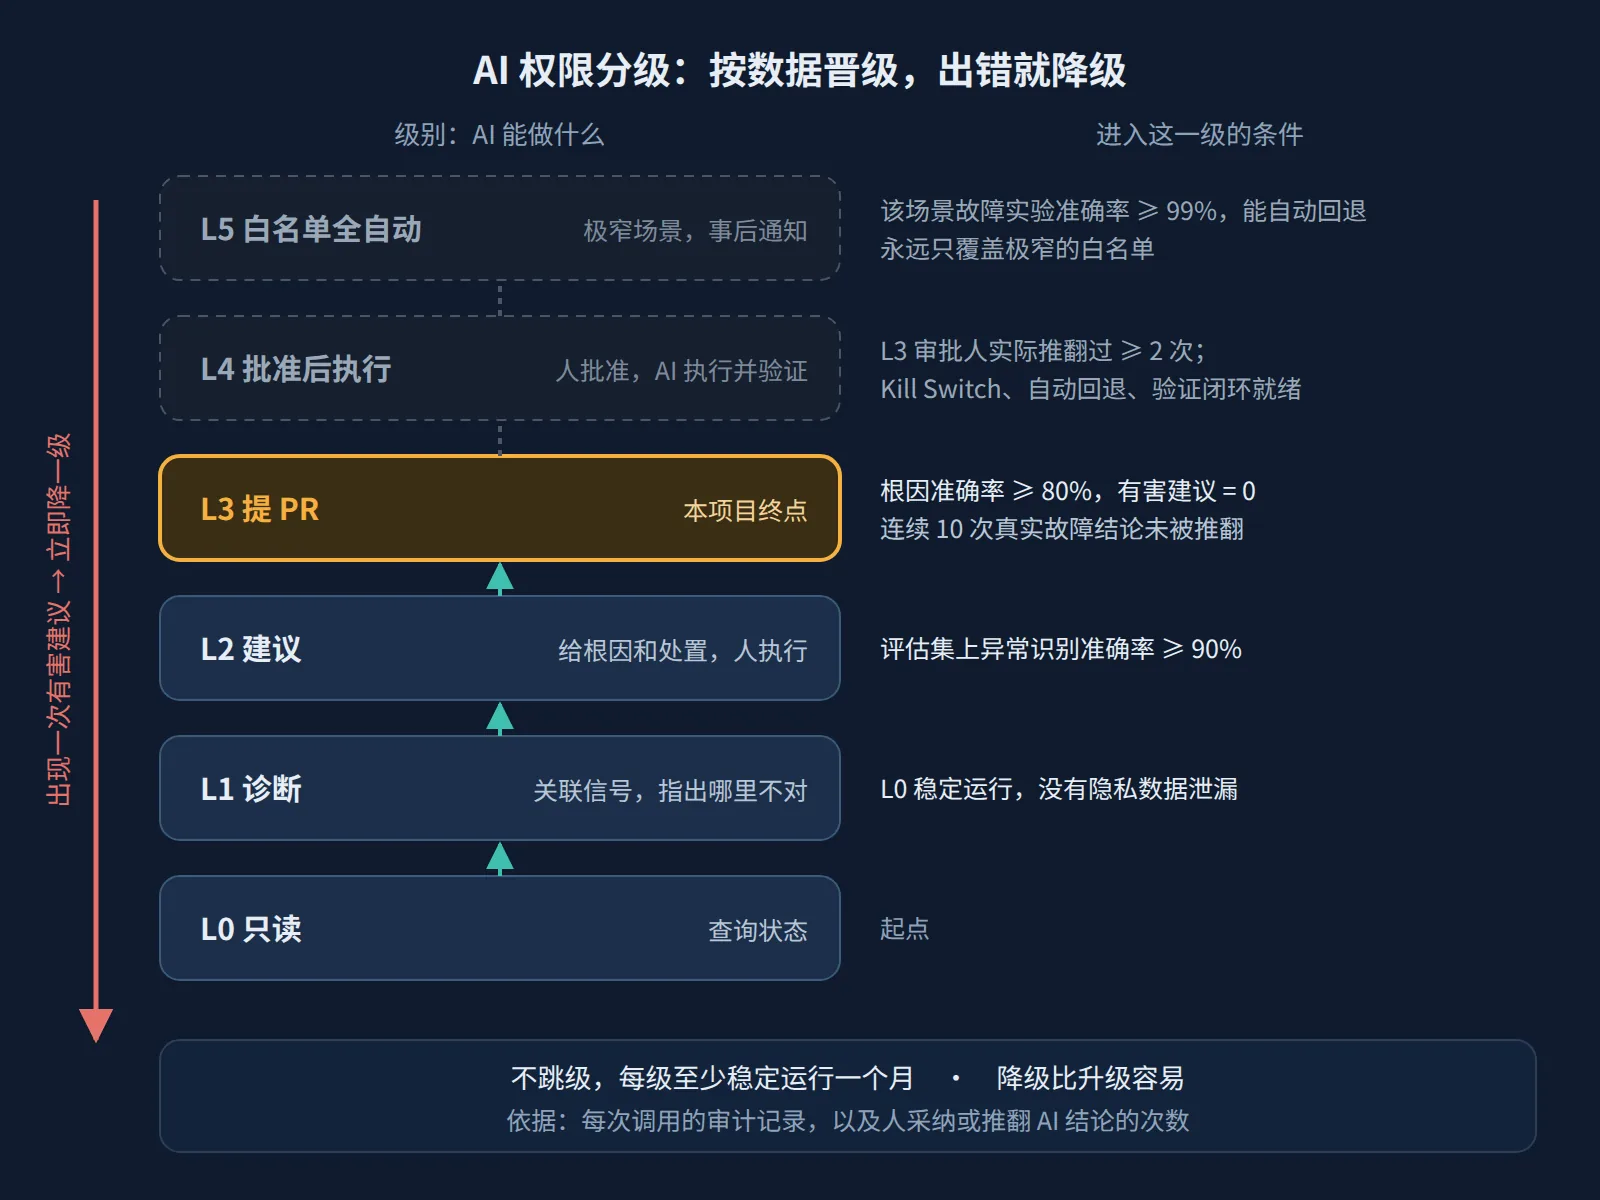 AI 权限分级：按数据晋级，出错就降级
级别：AI 能做什么
进入这一级的条件
L5 白名单全自动
极窄场景，事后通知
该场景故障实验准确率 ≥ 99%，能自动回退
永远只覆盖极窄的白名单
L4 批准后执行
人批准，AI 执行并验证
L3 审批人实际推翻过 ≥ 2 次；
Kill Switch、自动回退、验证闭环就绪
L3 提 PR
本项目终点
根因准确率 ≥ 80%，有害建议 = 0
连续 10 次真实故障结论未被推翻
L2 建议
给根因和处置，人执行
评估集上异常识别准确率 ≥ 90%
L1 诊断
关联信号，指出哪里不对
L0 稳定运行，没有隐私数据泄漏
L0 只读
查询状态
起点
出现一次有害建议 → 立即降一级
不跳级，每级至少稳定运行一个月 · 降级比升级容易
依据：每次调用的审计记录，以及人采纳或推翻 AI 结论的次数